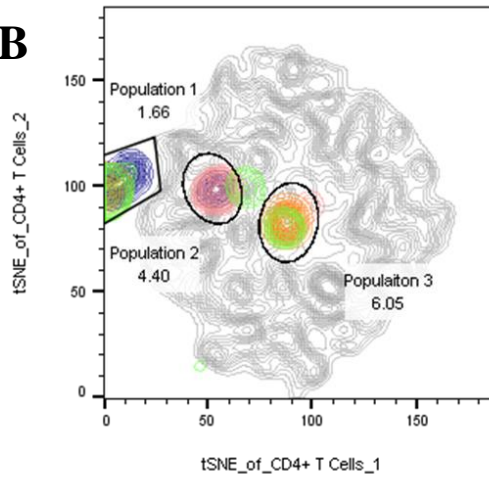 B
150
Population 1
1.66
100
Population 2
4.40
50
Populaiton 3
6.05
0
0
50
100
150
tSNE_of_CD4+ T Cells_2
tSNE_of_CD4+ T Cells_1